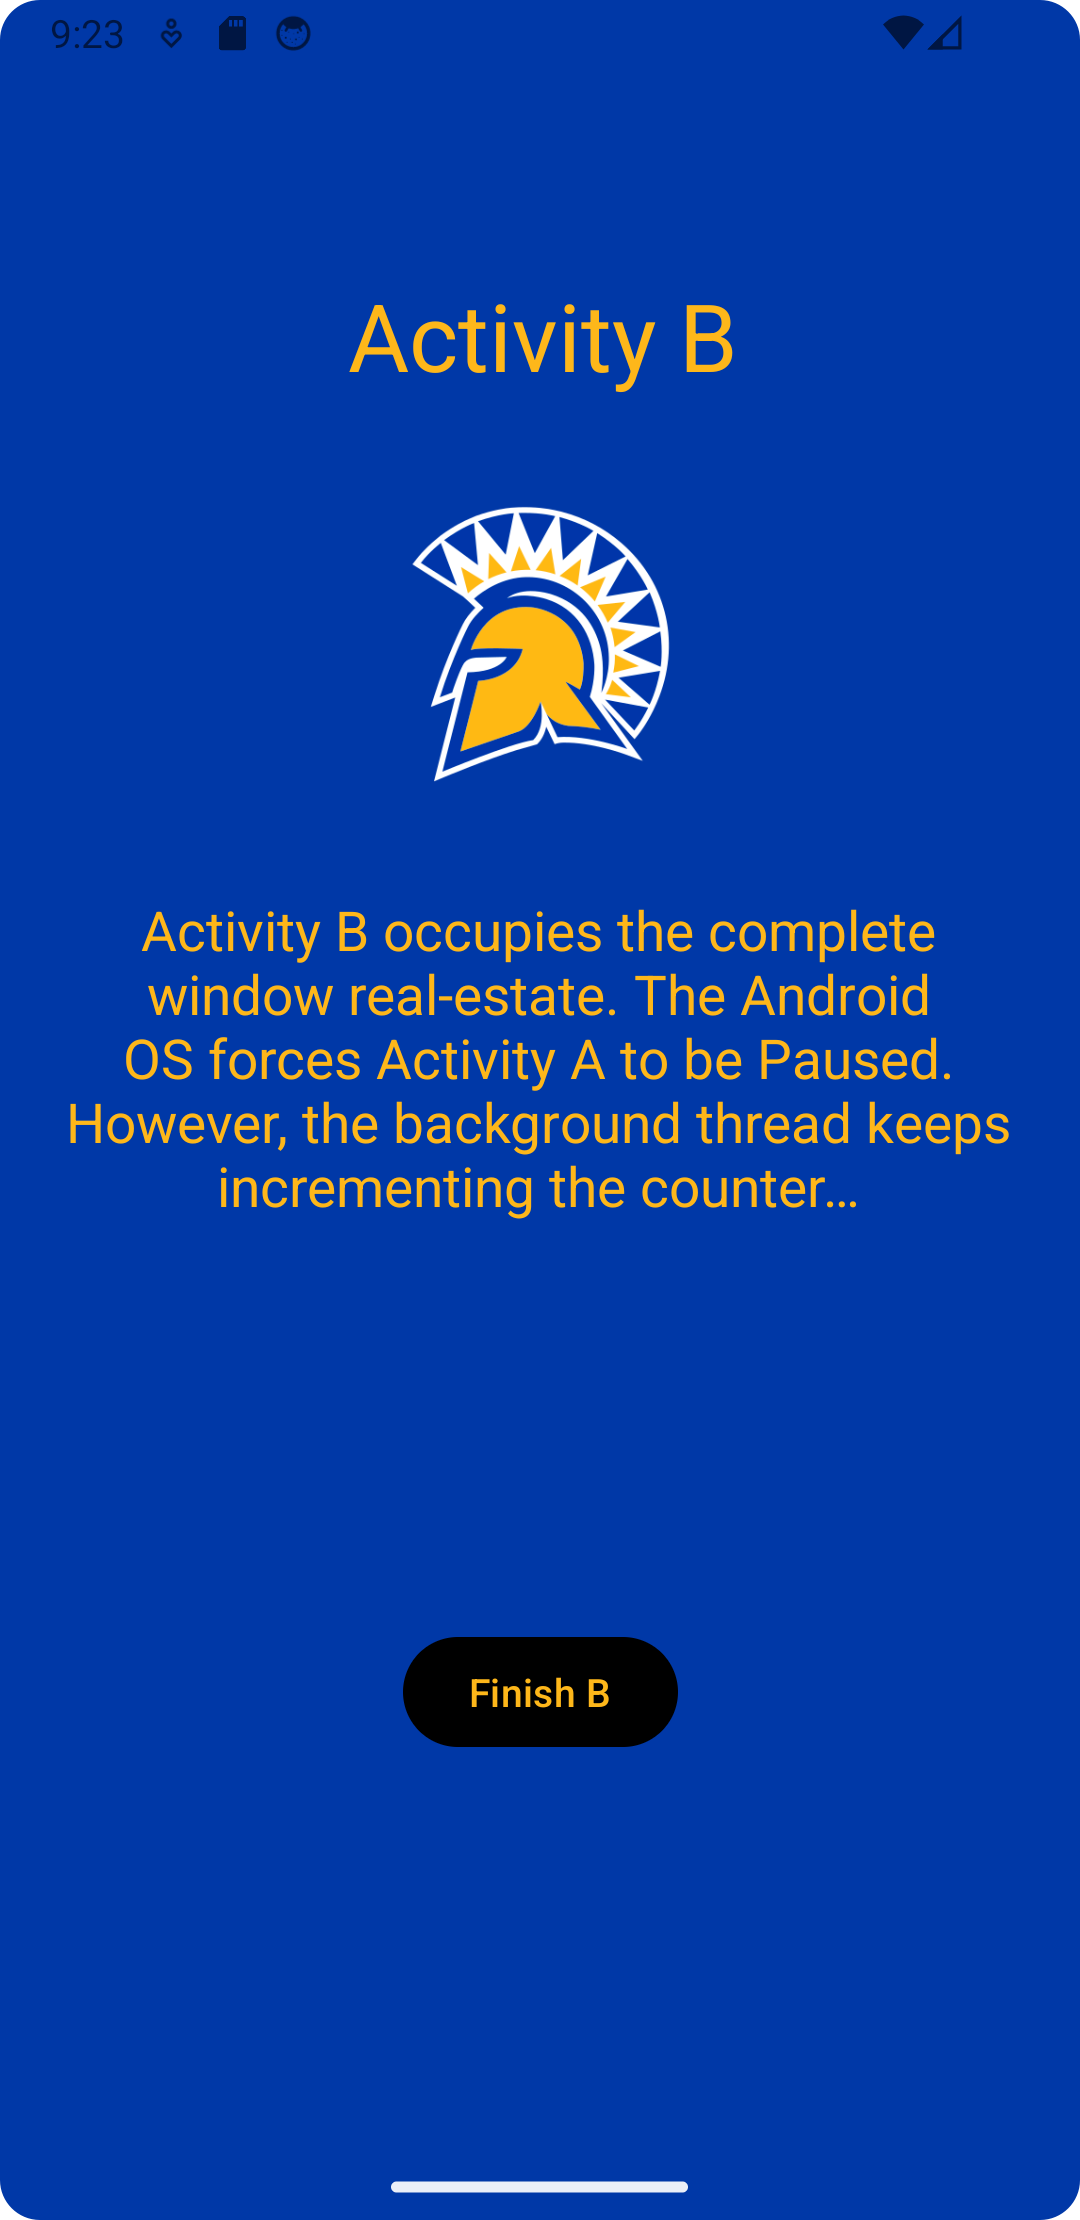 9:23
Activity B
Activity B occupies the complete
window real-estate. The Android
OS forces Activity A to be Paused.
However, the background thread keeps
incrementing the counter…
Finish B